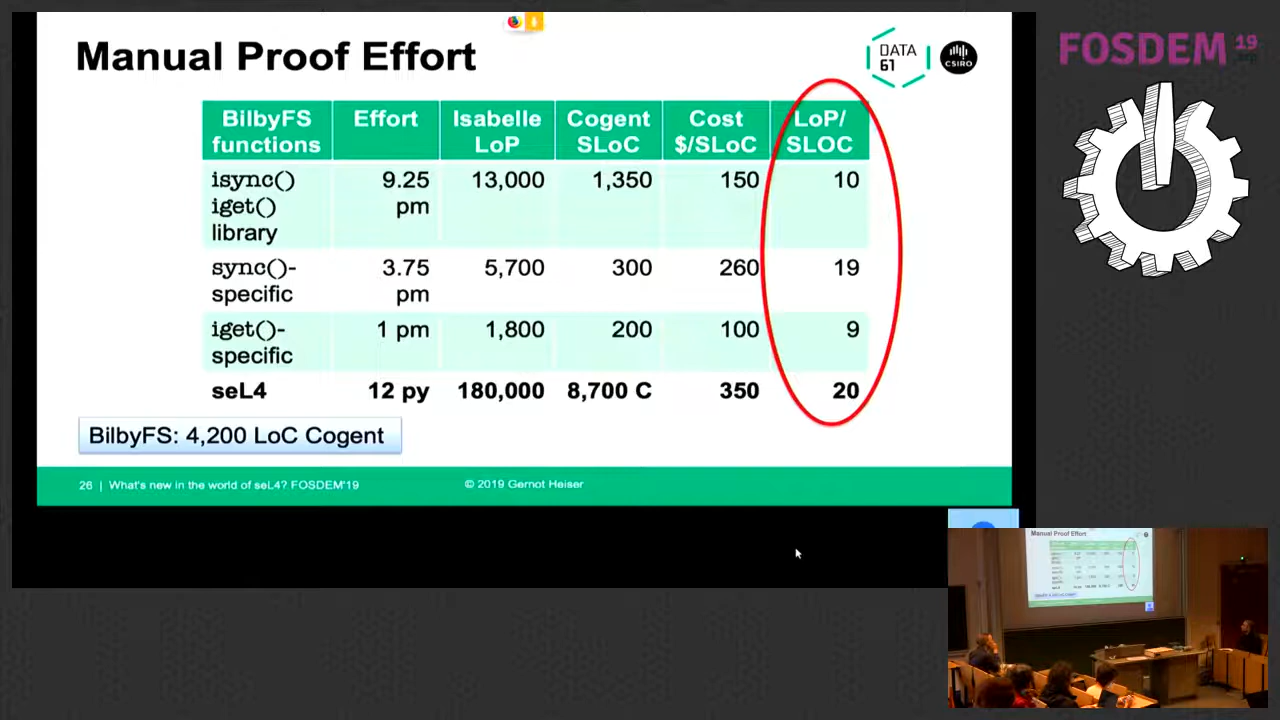 Manual Proof Effort
DATA
61
CSIRO
FOSDEM 19
.org
BilbyFS Effort Isabelle Cogent Cost LoP/
functions LoP SLoC $/SLoC SLOC
isync() 9.25 13,000 1,350 150 10
iget() pm
library
sync()- 3.75 5,700 300 260 19
specific pm
iget()- 1 pm 1,800 200 100 9
specific
seL4 12 py 180,000 8,700 C 350 20
BilbyFS: 4,200 LoC Cogent
26 | What's new in the world of seL4? FOSDEM'19 © 2019 Gernot Heiser
Manual Proof Effort